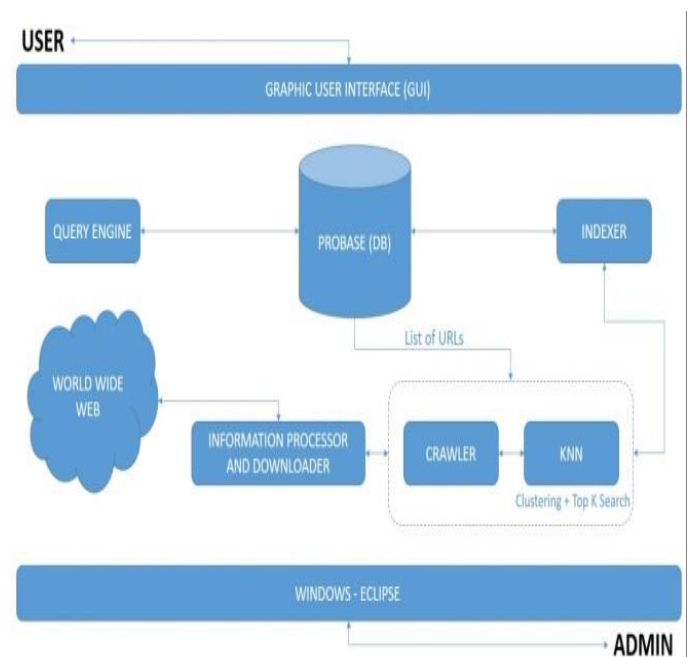 USER
GRAPHIC USER INTERFACE (GUI)
QUERY ENGINE
PROBASE (DB)
INDEXER
List of URLs
WORLD WIDE
WEB
INFORMATION PROCESSOR
AND DOWNLOADER
CRAWLER
KNN
Clustering + Top K Search
WINDOWS - ECLIPSE
ADMIN